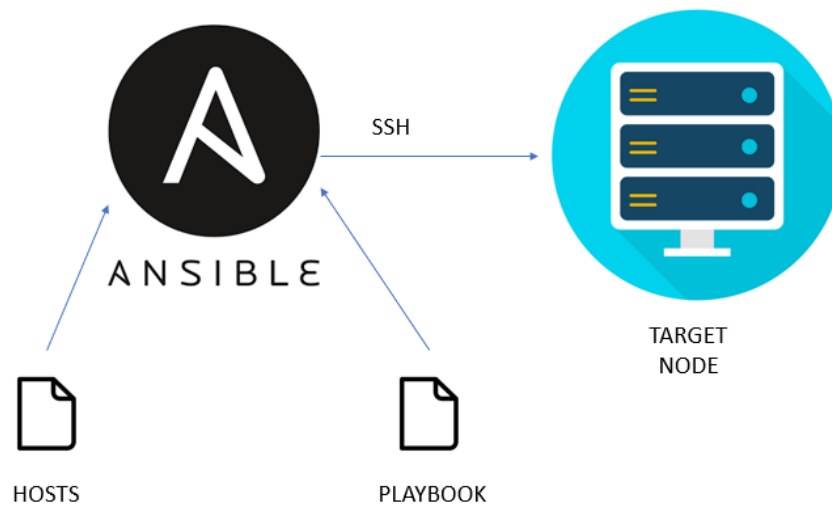 SSH
ANSIBLE
TARGET
NODE
HOSTS
PLAYBOOK